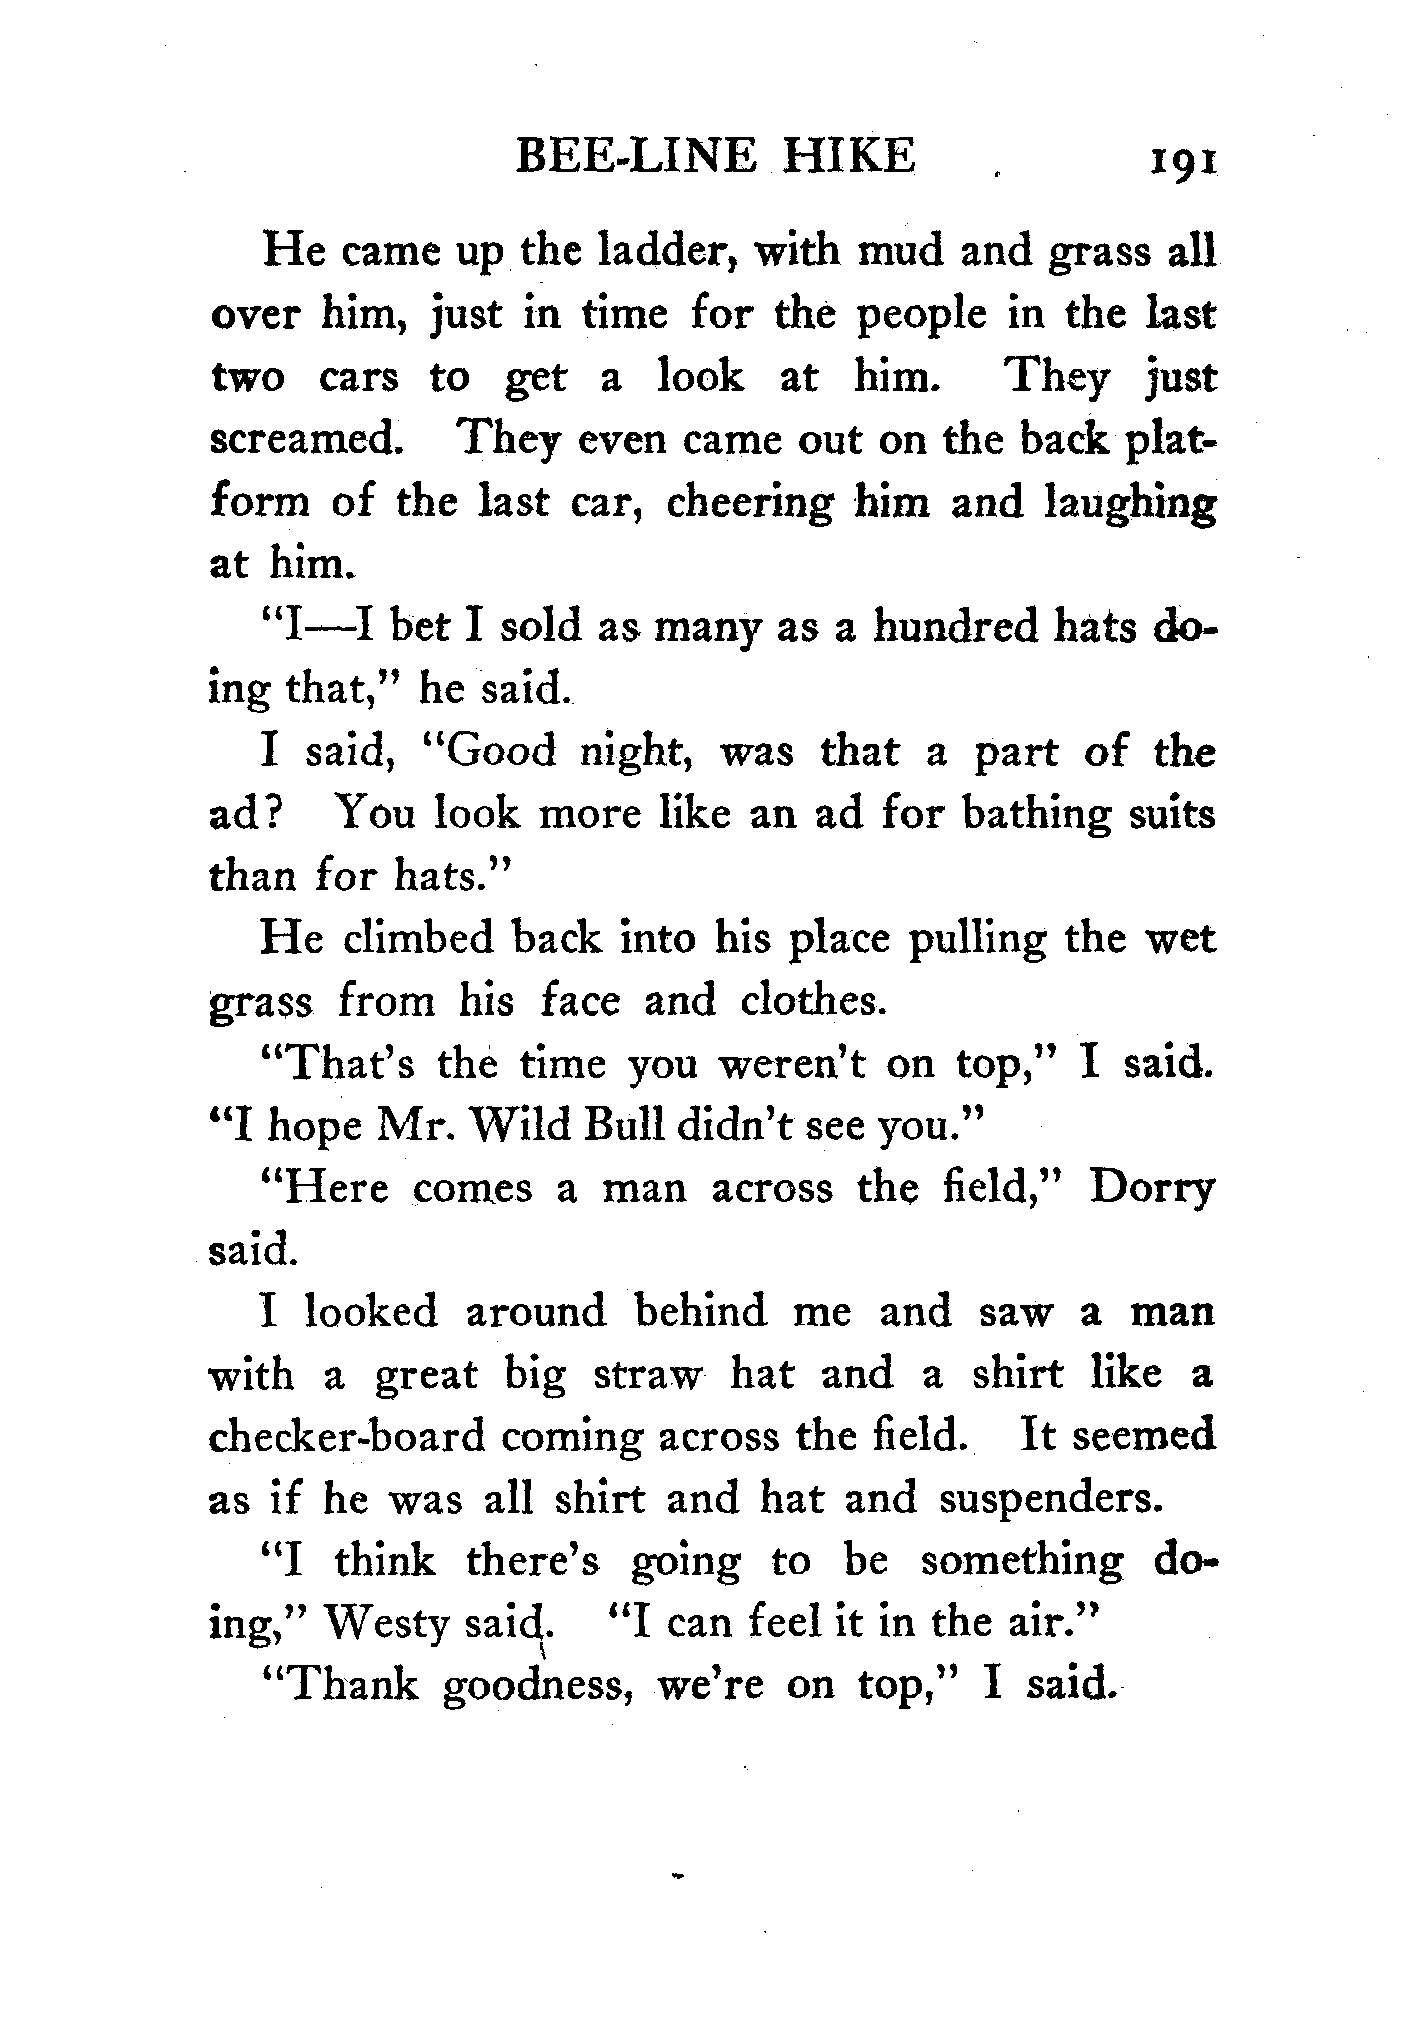 BEE-LINE HIKE 191
He came up the ladder, with mud and grass all
over him, just in time for the people in the last
two cars to get a look at him. They just
screamed. They even came out on the back plat-
form of the last car, cheering him and laughing
at him.
“I—I bet I sold as many as a hundred hats do-
ing that,” he said.
I said, “Good night, was that a part of the
ad? You look more like an ad for bathing suits
than for hats.”
He climbed back into his place pulling the wet
grass from his face and clothes.
“That’s the time you weren’t on top,” I said.
“I hope Mr. Wild Bull didn’t see you.”
“Here comes a man across the field,” Dorry
said.
I looked around behind me and saw a man
with a great big straw hat and a shirt like a
checker-board coming across the field. It seemed
as if he was all shirt and hat and suspenders.
“I think there’s going to be something do-
ing,” Westy said. “I can feel it in the air.”
“Thank goodness, we’re on top,” I said.